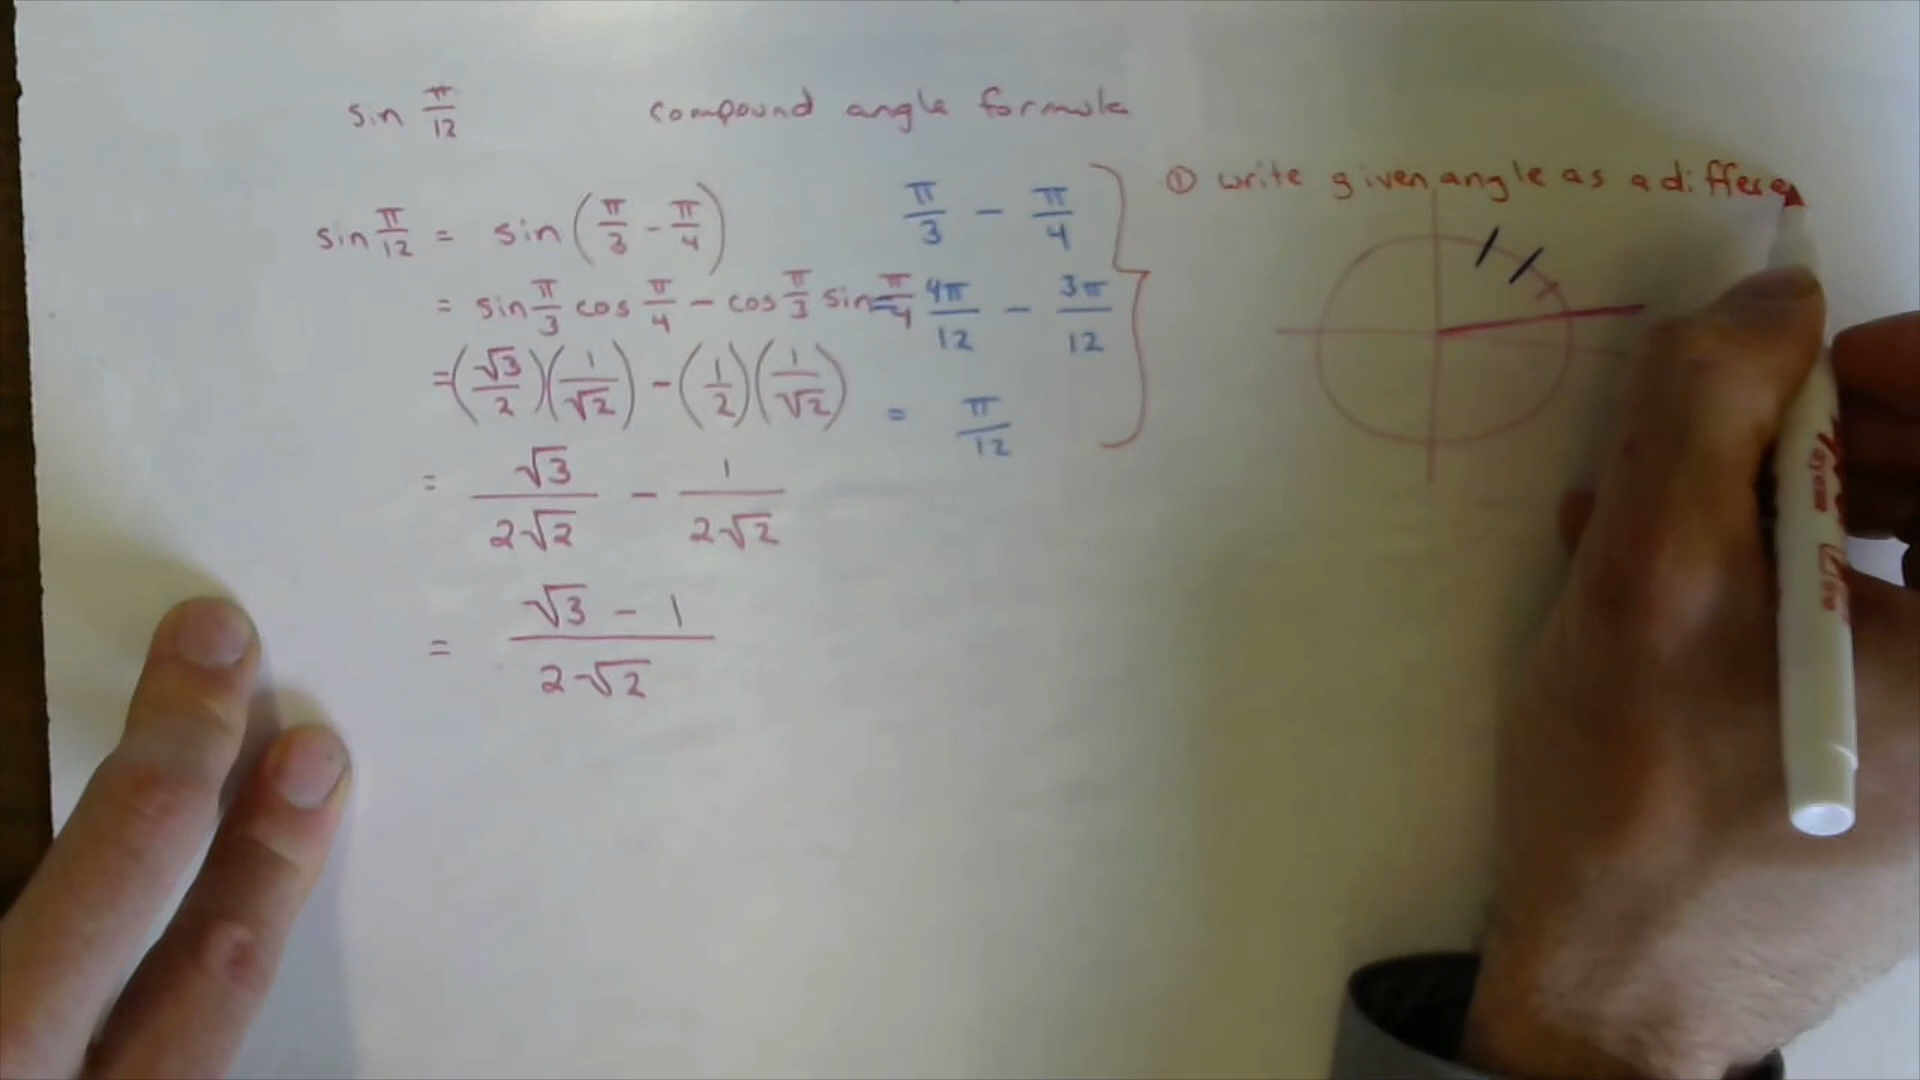 sin π/12
compound angle formula
sin π/12 = sin(π/3 - π/4)
= sin π/3 cos π/4 - cos π/3 sin π/4
= (√3/2)(1/√2) - (1/2)(1/√2)
= √3/2√2 - 1/2√2
= √3 - 1/2√2
π/3 - π/4
= 4π/12 - 3π/12
= π/12
① write given angle as a differe